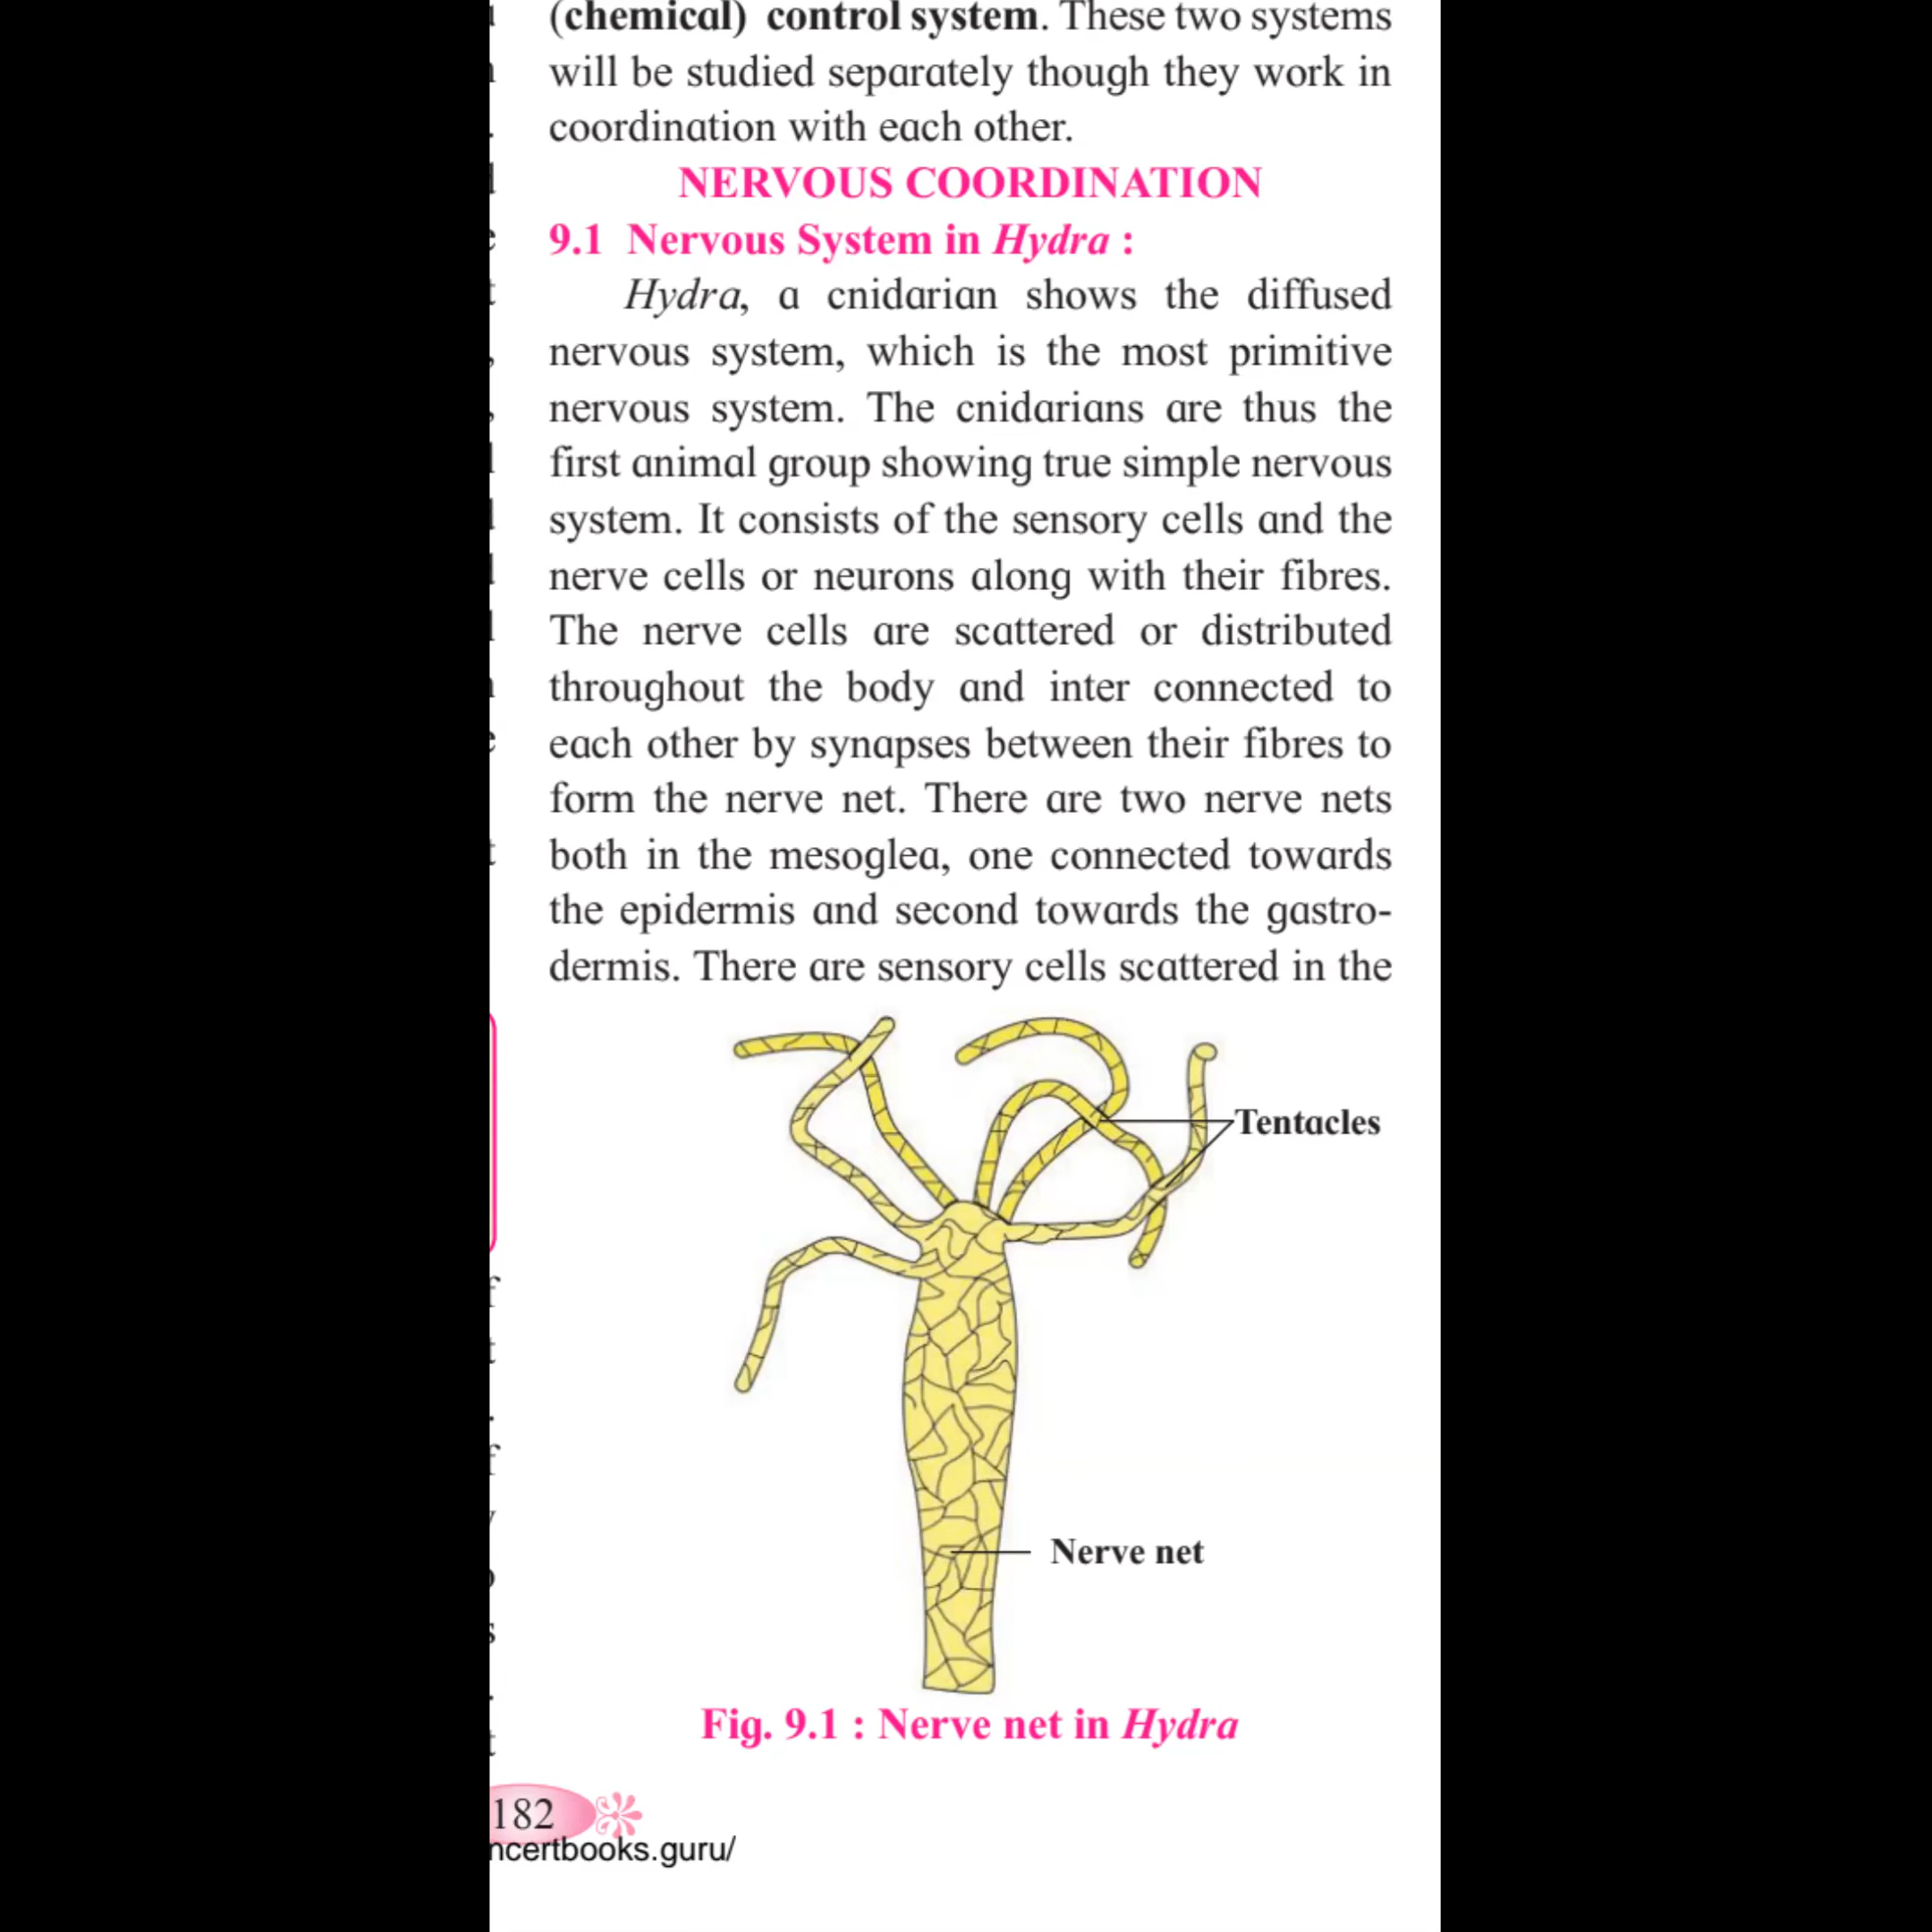 (chemical) control system. These two systems
will be studied separately though they work in
coordination with each other.
NERVOUS COORDINATION
9.1 Nervous System in Hydra :
Hydra, a cnidarian shows the diffused
nervous system, which is the most primitive
nervous system. The cnidarians are thus the
first animal group showing true simple nervous
system. It consists of the sensory cells and the
nerve cells or neurons along with their fibres.
The nerve cells are scattered or distributed
throughout the body and inter connected to
each other by synapses between their fibres to
form the nerve net. There are two nerve nets
both in the mesoglea, one connected towards
the epidermis and second towards the gastro-
dermis. There are sensory cells scattered in the
Tentacles
Nerve net
Fig. 9.1 : Nerve net in Hydra
182
ncertbooks.guru/